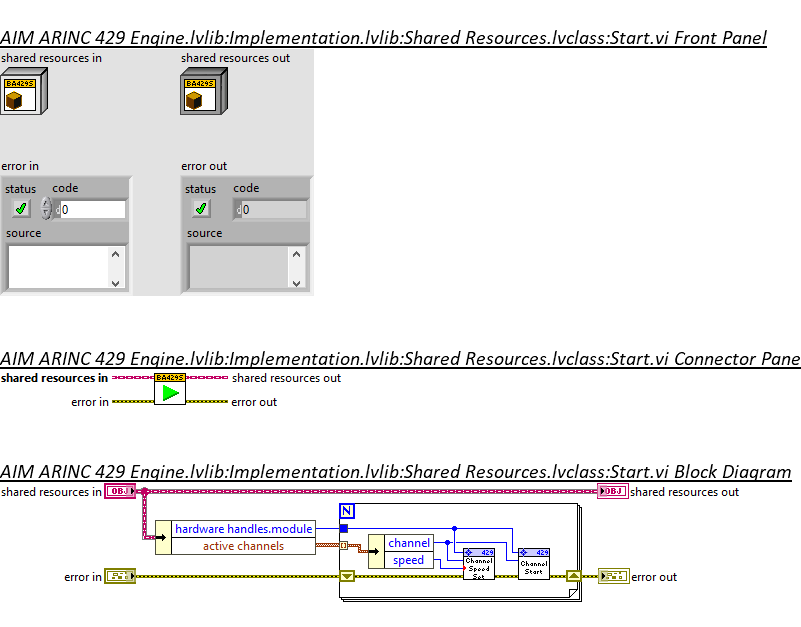 AIM ARINC 429 Engine.lvlib:Implementation.lvlib:Shared Resources.lvclass:Start.vi Front Panel
shared resources in shared resources out
BA429S BA429S
error in error out
status code status code
d 0 d 0
source source
AIM ARINC 429 Engine.lvlib:Implementation.lvlib:Shared Resources.lvclass:Start.vi Connector Pane
shared resources in BA429S shared resources out
error in error out
AIM ARINC 429 Engine.lvlib:Implementation.lvlib:Shared Resources.lvclass:Start.vi Block Diagram
shared resources in OBJ OBJ shared resources out
N
hardware handles.module
active channels
channel
speed
429 429
Channel Speed Set
Channel Start
error in error out